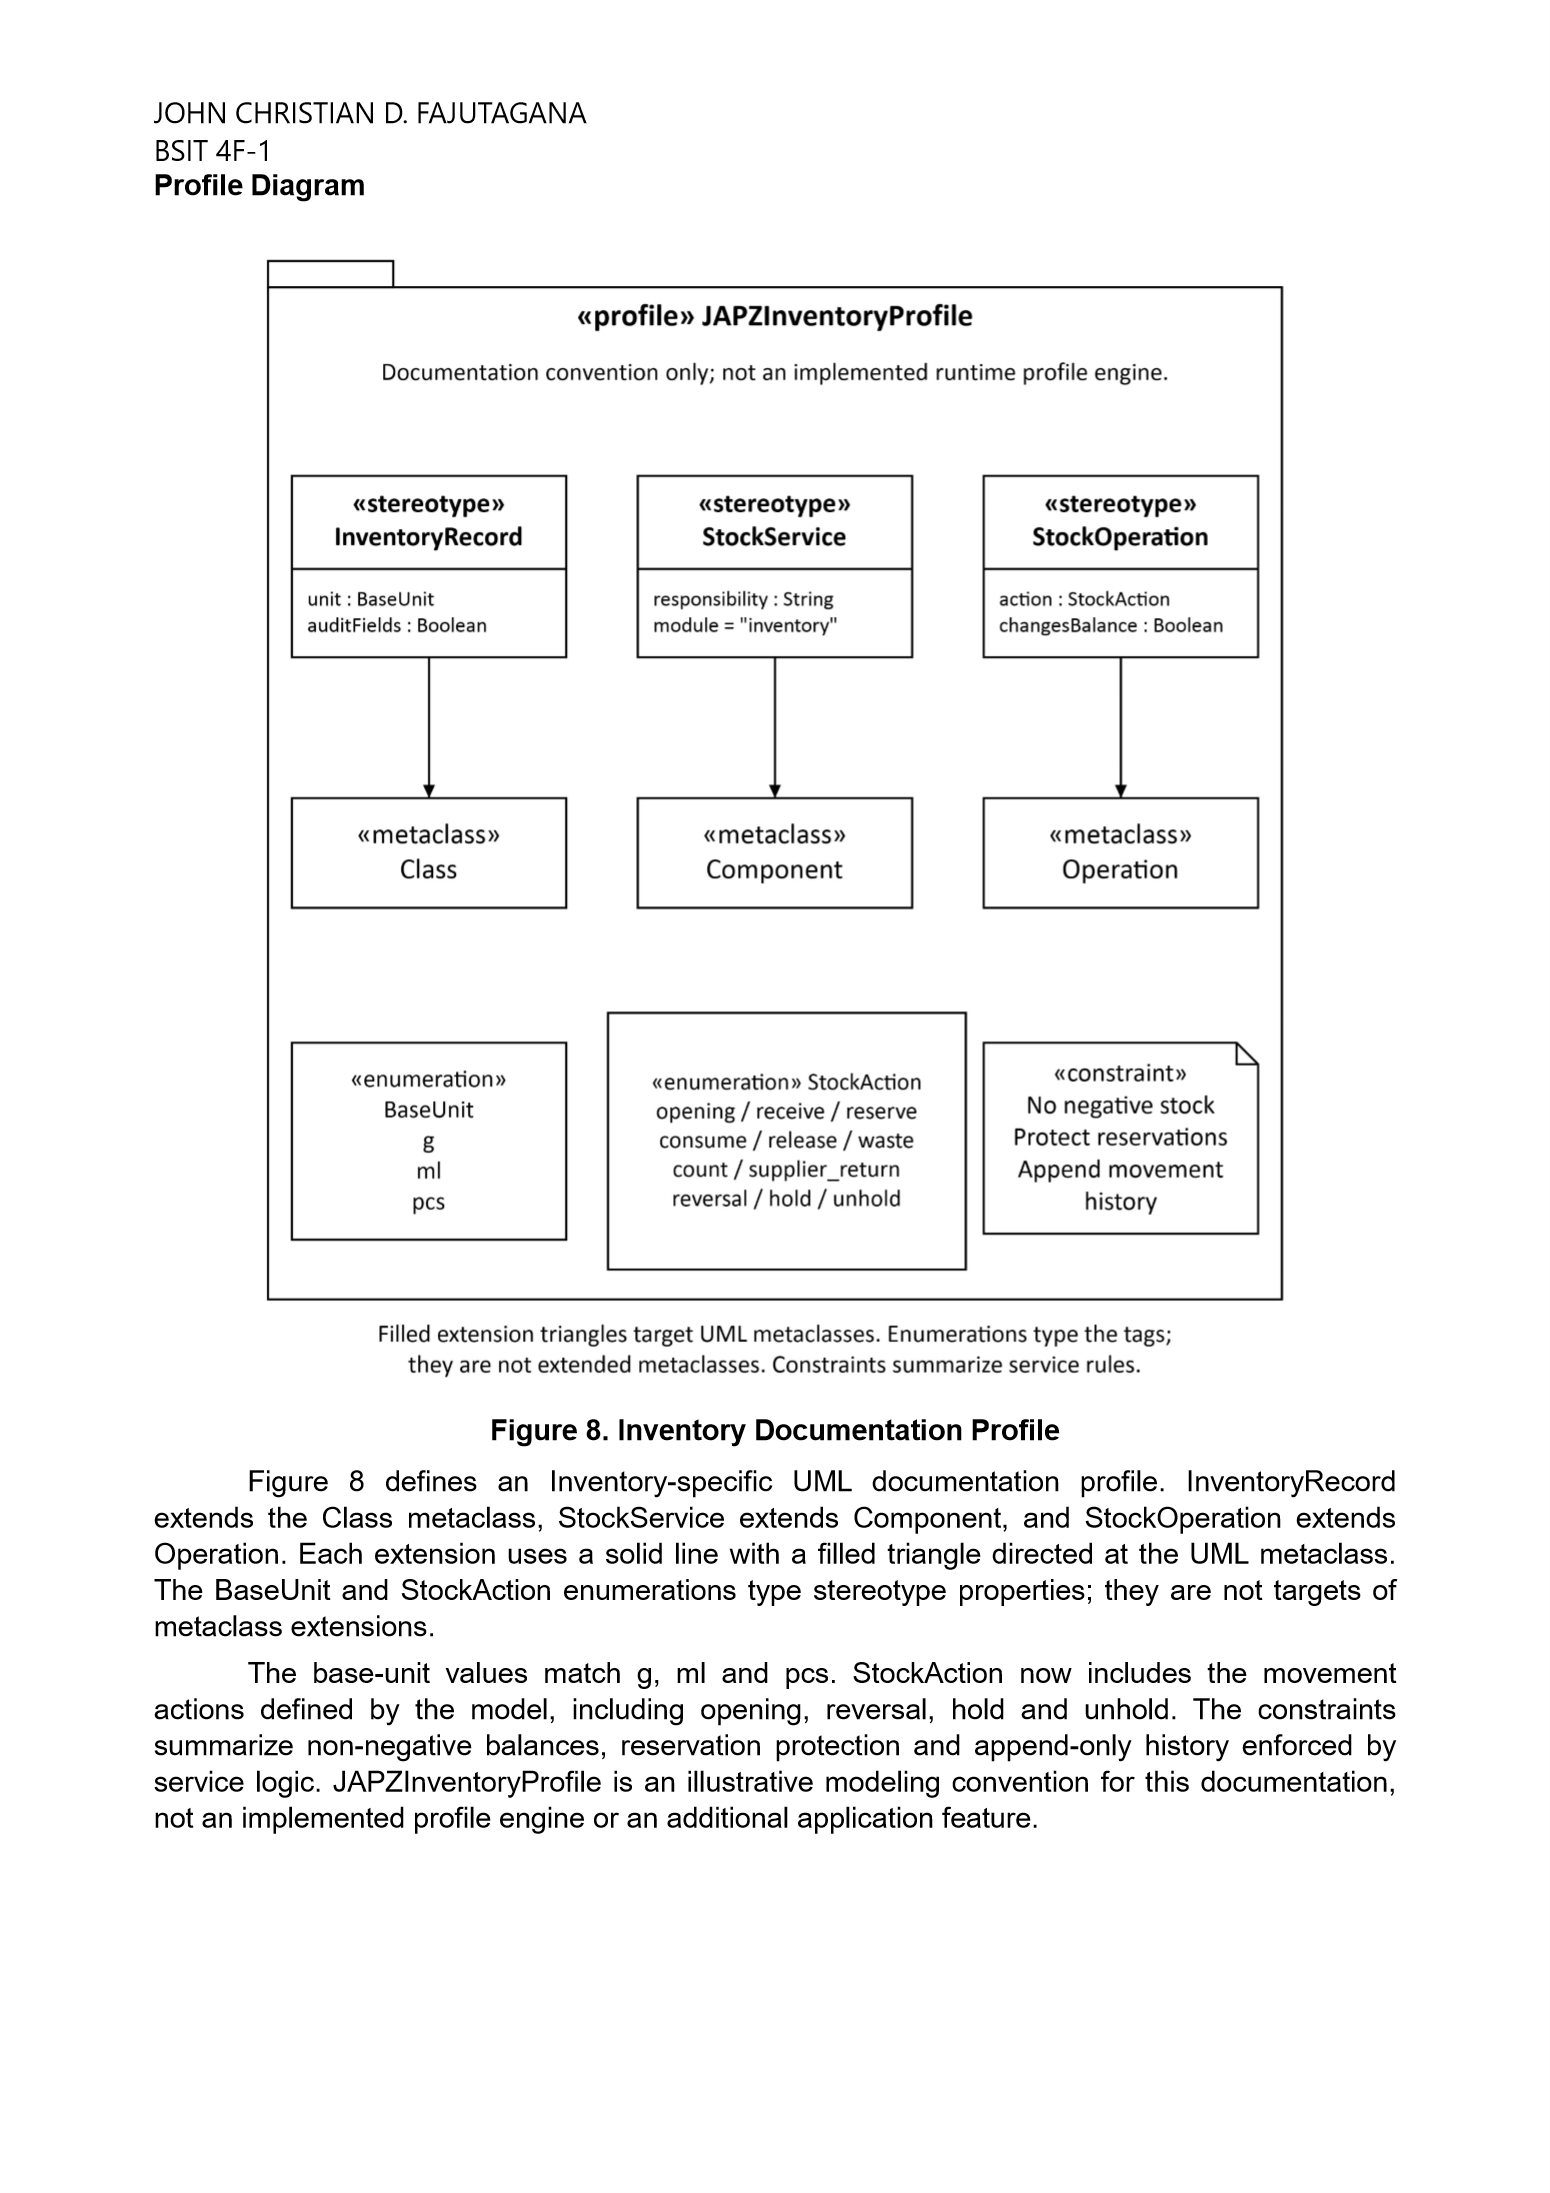 JOHN CHRISTIAN D. FAJUTAGANA
BSIT 4F-1
Profile Diagram
«profile» JAPZInventoryProfile
Documentation convention only; not an implemented runtime profile engine.
«stereotype»
InventoryRecord
unit : BaseUnit
auditFields : Boolean
«stereotype»
StockService
responsibility : String
module = "inventory"
«stereotype»
StockOperation
action : StockAction
changesBalance : Boolean
«metaclass»
Class
«metaclass»
Component
«metaclass»
Operation
«enumeration»
BaseUnit
g
ml
pcs
«enumeration» StockAction
opening / receive / reserve
consume / release / waste
count / supplier_return
reversal / hold / unhold
«constraint»
No negative stock
Protect reservations
Append movement
history
Filled extension triangles target UML metaclasses. Enumerations type the tags;
they are not extended metaclasses. Constraints summarize service rules.
Figure 8. Inventory Documentation Profile
Figure 8 defines an Inventory-specific UML documentation profile. InventoryRecord
extends the Class metaclass, StockService extends Component, and StockOperation extends
Operation. Each extension uses a solid line with a filled triangle directed at the UML metaclass.
The BaseUnit and StockAction enumerations type stereotype properties; they are not targets of
metaclass extensions.
The base-unit values match g, ml and pcs. StockAction now includes the movement
actions defined by the model, including opening, reversal, hold and unhold. The constraints
summarize non-negative balances, reservation protection and append-only history enforced by
service logic. JAPZInventoryProfile is an illustrative modeling convention for this documentation,
not an implemented profile engine or an additional application feature.